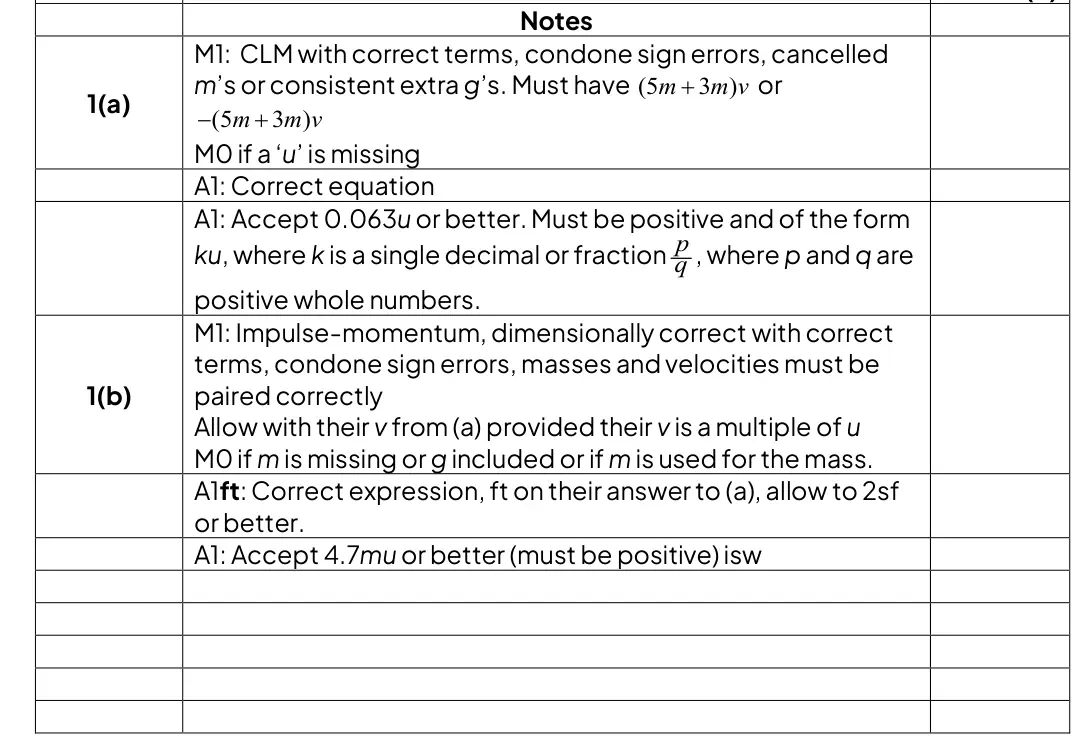 Notes
M1: CLM with correct terms, condone sign errors, cancelled
m's or consistent extra g's. Must have (5m + 3m)v or
1(a)
−(5m + 3m)v
M0 if a 'u' is missing
A1: Correct equation
A1: Accept 0.063u or better. Must be positive and of the form
ku, where k is a single decimal or fraction p/q, where p and q are
positive whole numbers.
M1: Impulse-momentum, dimensionally correct with correct
terms, condone sign errors, masses and velocities must be
1(b)
paired correctly
Allow with their v from (a) provided their v is a multiple of u
M0 if m is missing or g included or if m is used for the mass.
A1ft: Correct expression, ft on their answer to (a), allow to 2sf
or better.
A1: Accept 4.7mu or better (must be positive) isw